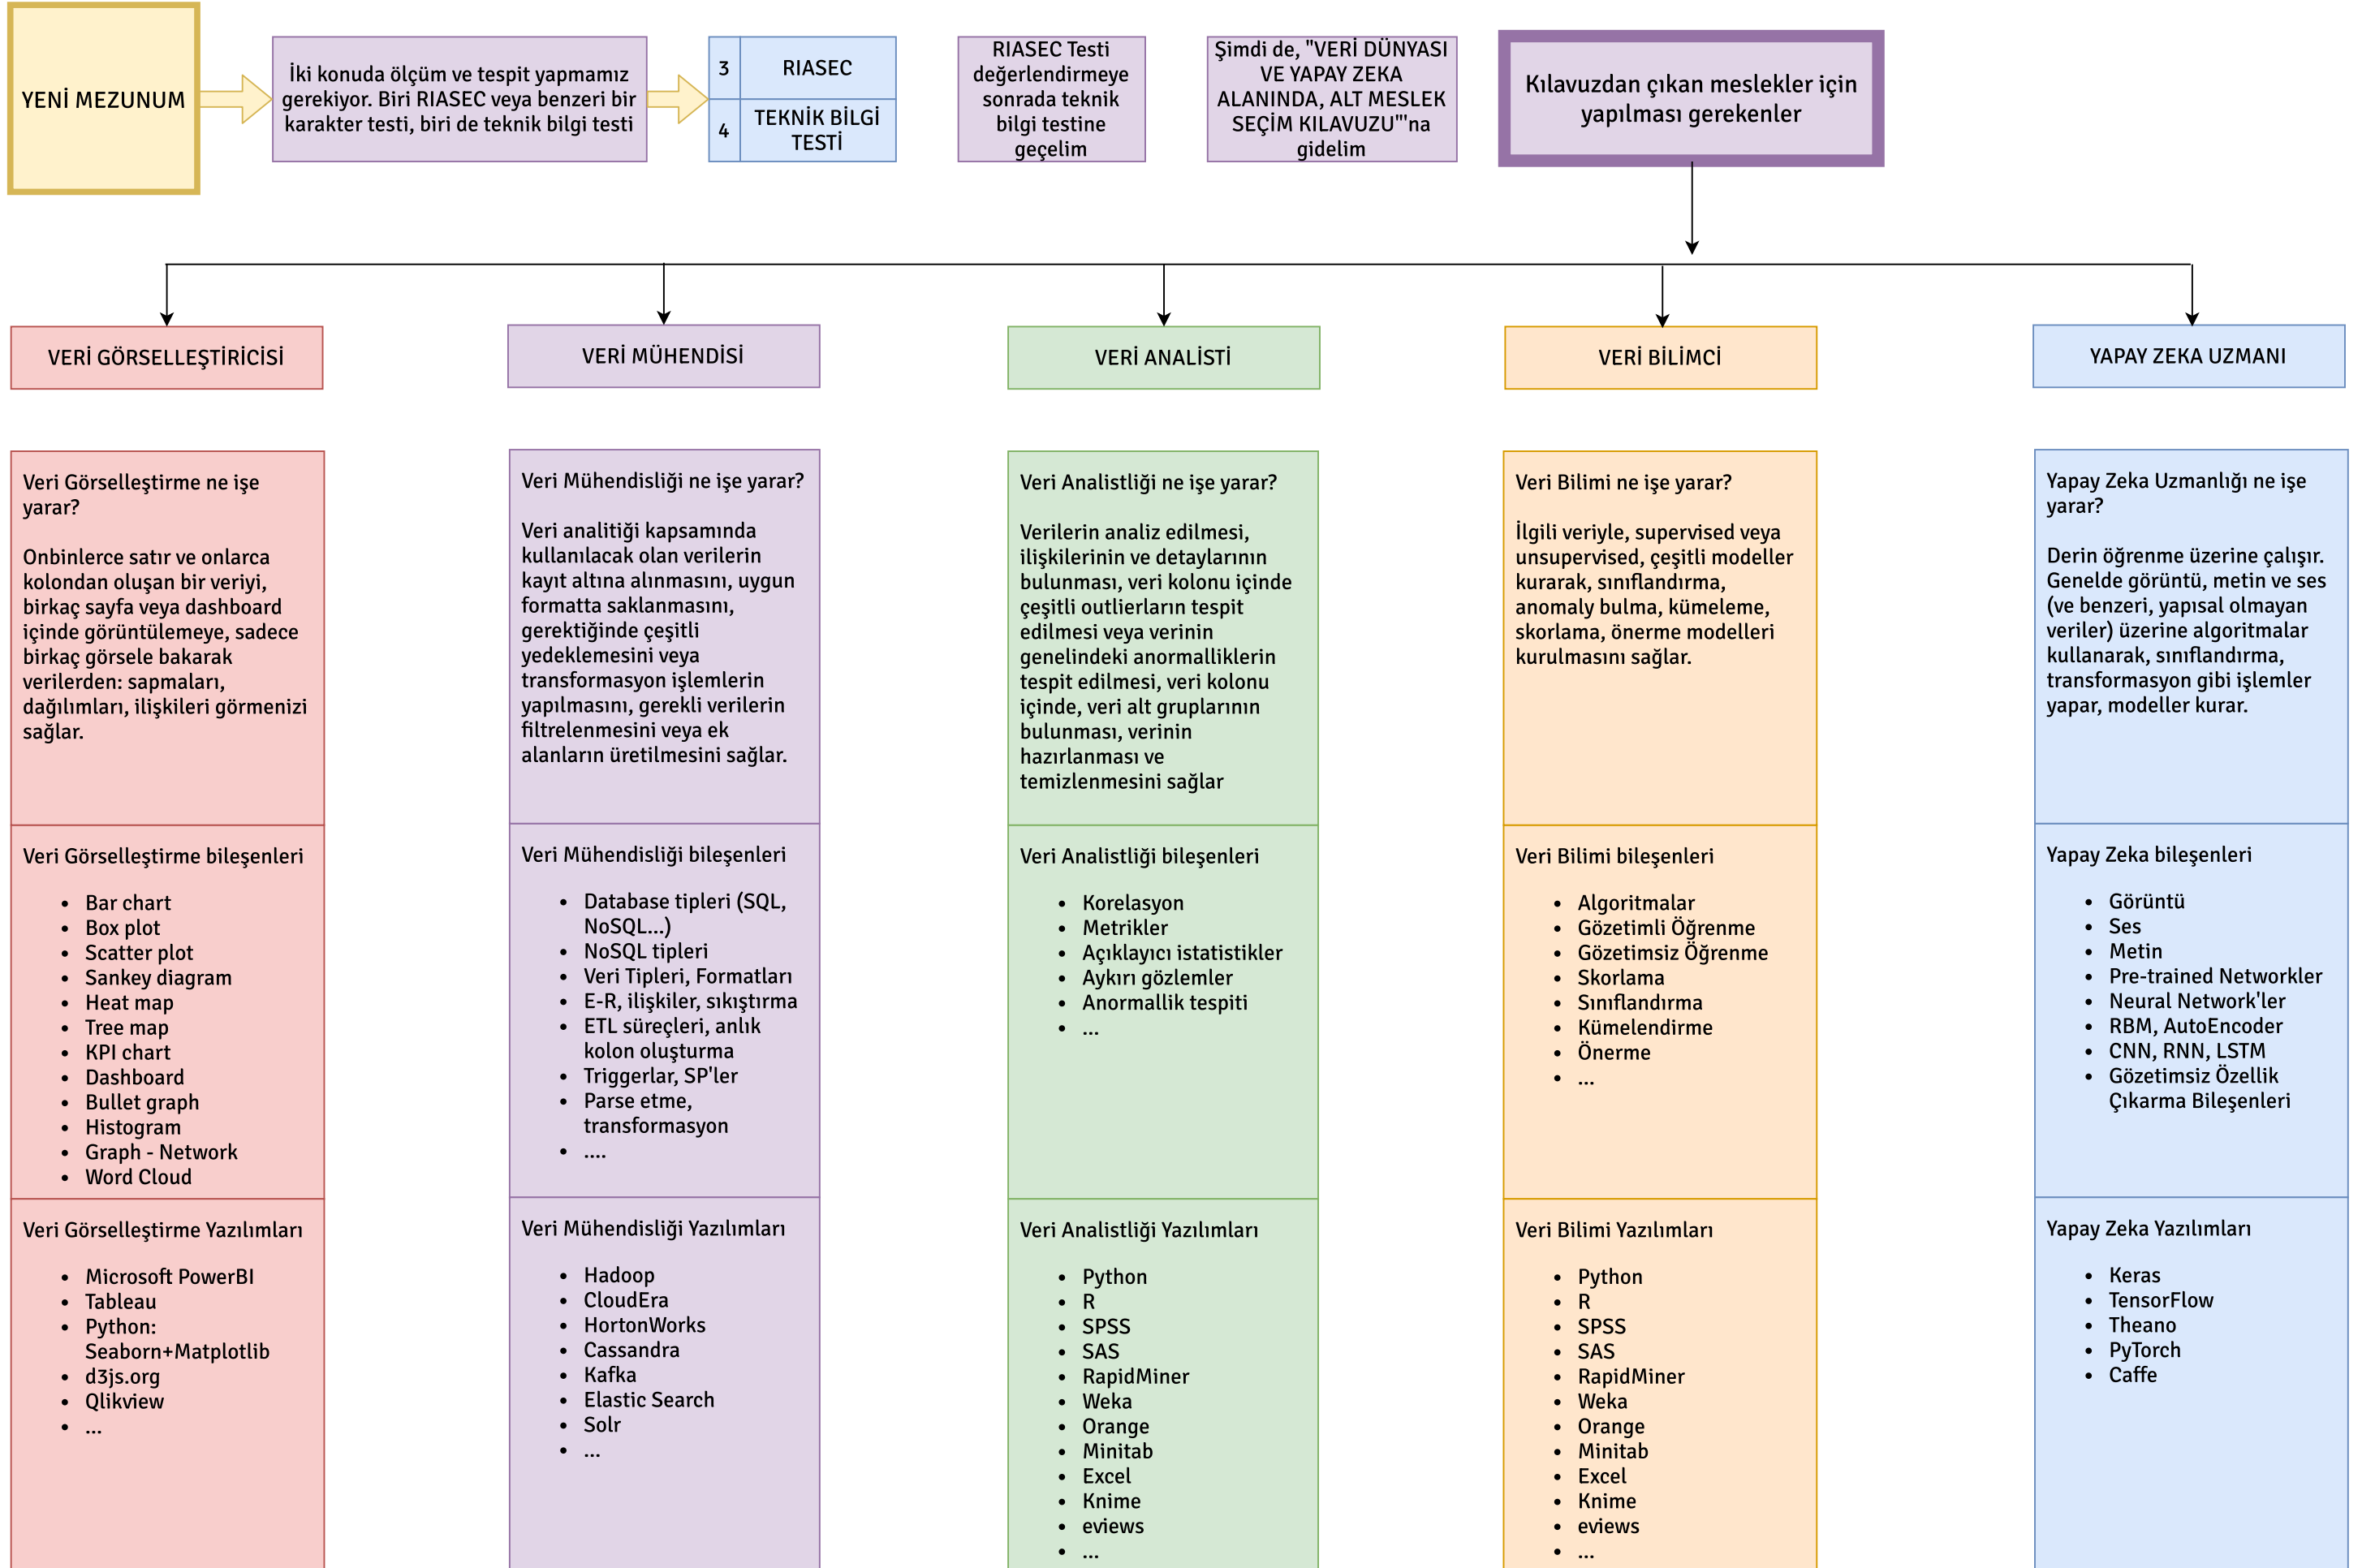 YENİ MEZUNUM
İki konuda ölçüm ve tespit yapmamız
gerekiyor. Biri RIASEC veya benzeri bir
karakter testi, biri de teknik bilgi testi
3
RIASEC
4
TEKNİK BİLGİ
TESTİ
RIASEC Testi
değerlendirmeye
sonrada teknik
bilgi testine
geçelim
Şimdi de, "VERİ DÜNYASI
VE YAPAY ZEKA
ALANINDA, ALT MESLEK
SEÇİM KILAVUZU"'na
gidelim
Kılavuzdan çıkan meslekler için
yapılması gerekenler
VERİ GÖRSELLEŞTİRİCİSİ
VERİ MÜHENDİSİ
VERİ ANALİSTİ
VERİ BİLİMCİ
YAPAY ZEKA UZMANI
Veri Görselleştirme ne işe
yarar?
Onbinlerce satır ve onlarca
kolondan oluşan bir veriyi,
birkaç sayfa veya dashboard
içinde görüntülemeye, sadece
birkaç görsele bakarak
verilerden: sapmaları,
dağılımları, ilişkileri görmenizi
sağlar.
Veri Görselleştirme bileşenleri
• Bar chart
• Box plot
• Scatter plot
• Sankey diagram
• Heat map
• Tree map
• KPI chart
• Dashboard
• Bullet graph
• Histogram
• Graph - Network
• Word Cloud
Veri Görselleştirme Yazılımları
• Microsoft PowerBI
• Tableau
• Python:
Seaborn+Matplotlib
• d3js.org
• Qlikview
• ...
Veri Mühendisliği ne işe yarar?
Veri analitiği kapsamında
kullanılacak olan verilerin
kayıt altına alınmasını, uygun
formatta saklanmasını,
gerektiğinde çeşitli
yedeklemesini veya
transformasyon işlemlerin
yapılmasını, gerekli verilerin
filtrelenmesini veya ek
alanların üretilmesini sağlar.
Veri Mühendisliği bileşenleri
• Database tipleri (SQL,
NoSQL...)
• NoSQL tipleri
• Veri Tipleri, Formatları
• E-R, ilişkiler, sıkıştırma
• ETL süreçleri, anlık
kolon oluşturma
• Triggerlar, SP'ler
• Parse etme,
transformasyon
• ....
Veri Mühendisliği Yazılımları
• Hadoop
• CloudEra
• HortonWorks
• Cassandra
• Kafka
• Elastic Search
• Solr
• ...
Veri Analistliği ne işe yarar?
Verilerin analiz edilmesi,
ilişkilerinin ve detaylarının
bulunması, veri kolonu içinde
çeşitli outlierların tespit
edilmesi veya verinin
genelindeki anormalliklerin
tespit edilmesi, veri kolonu
içinde, veri alt gruplarının
bulunması, verinin
hazırlanması ve
temizlenmesini sağlar
Veri Analistliği bileşenleri
• Korelasyon
• Metrikler
• Açıklayıcı istatistikler
• Aykırı gözlemler
• Anormallik tespiti
• ...
Veri Analistliği Yazılımları
• Python
• R
• SPSS
• SAS
• RapidMiner
• Weka
• Orange
• Minitab
• Excel
• Knime
• eviews
• ...
Veri Bilimi ne işe yarar?
İlgili veriyle, supervised veya
unsupervised, çeşitli modeller
kurarak, sınıflandırma,
anomaly bulma, kümeleme,
skorlama, önerme modelleri
kurulmasını sağlar.
Veri Bilimi bileşenleri
• Algoritmalar
• Gözetimli Öğrenme
• Gözetimsiz Öğrenme
• Skorlama
• Sınıflandırma
• Kümelendirme
• Önerme
• ...
Veri Bilimi Yazılımları
• Python
• R
• SPSS
• SAS
• RapidMiner
• Weka
• Orange
• Minitab
• Excel
• Knime
• eviews
• ...
Yapay Zeka Uzmanlığı ne işe
yarar?
Derin öğrenme üzerine çalışır.
Genelde görüntü, metin ve ses
(ve benzeri, yapısal olmayan
veriler) üzerine algoritmalar
kullanarak, sınıflandırma,
transformasyon gibi işlemler
yapar, modeller kurar.
Yapay Zeka bileşenleri
• Görüntü
• Ses
• Metin
• Pre-trained Networkler
• Neural Network'ler
• RBM, AutoEncoder
• CNN, RNN, LSTM
• Gözetimsiz Özellik
Çıkarma Bileşenleri
Yapay Zeka Yazılımları
• Keras
• TensorFlow
• Theano
• PyTorch
• Caffe